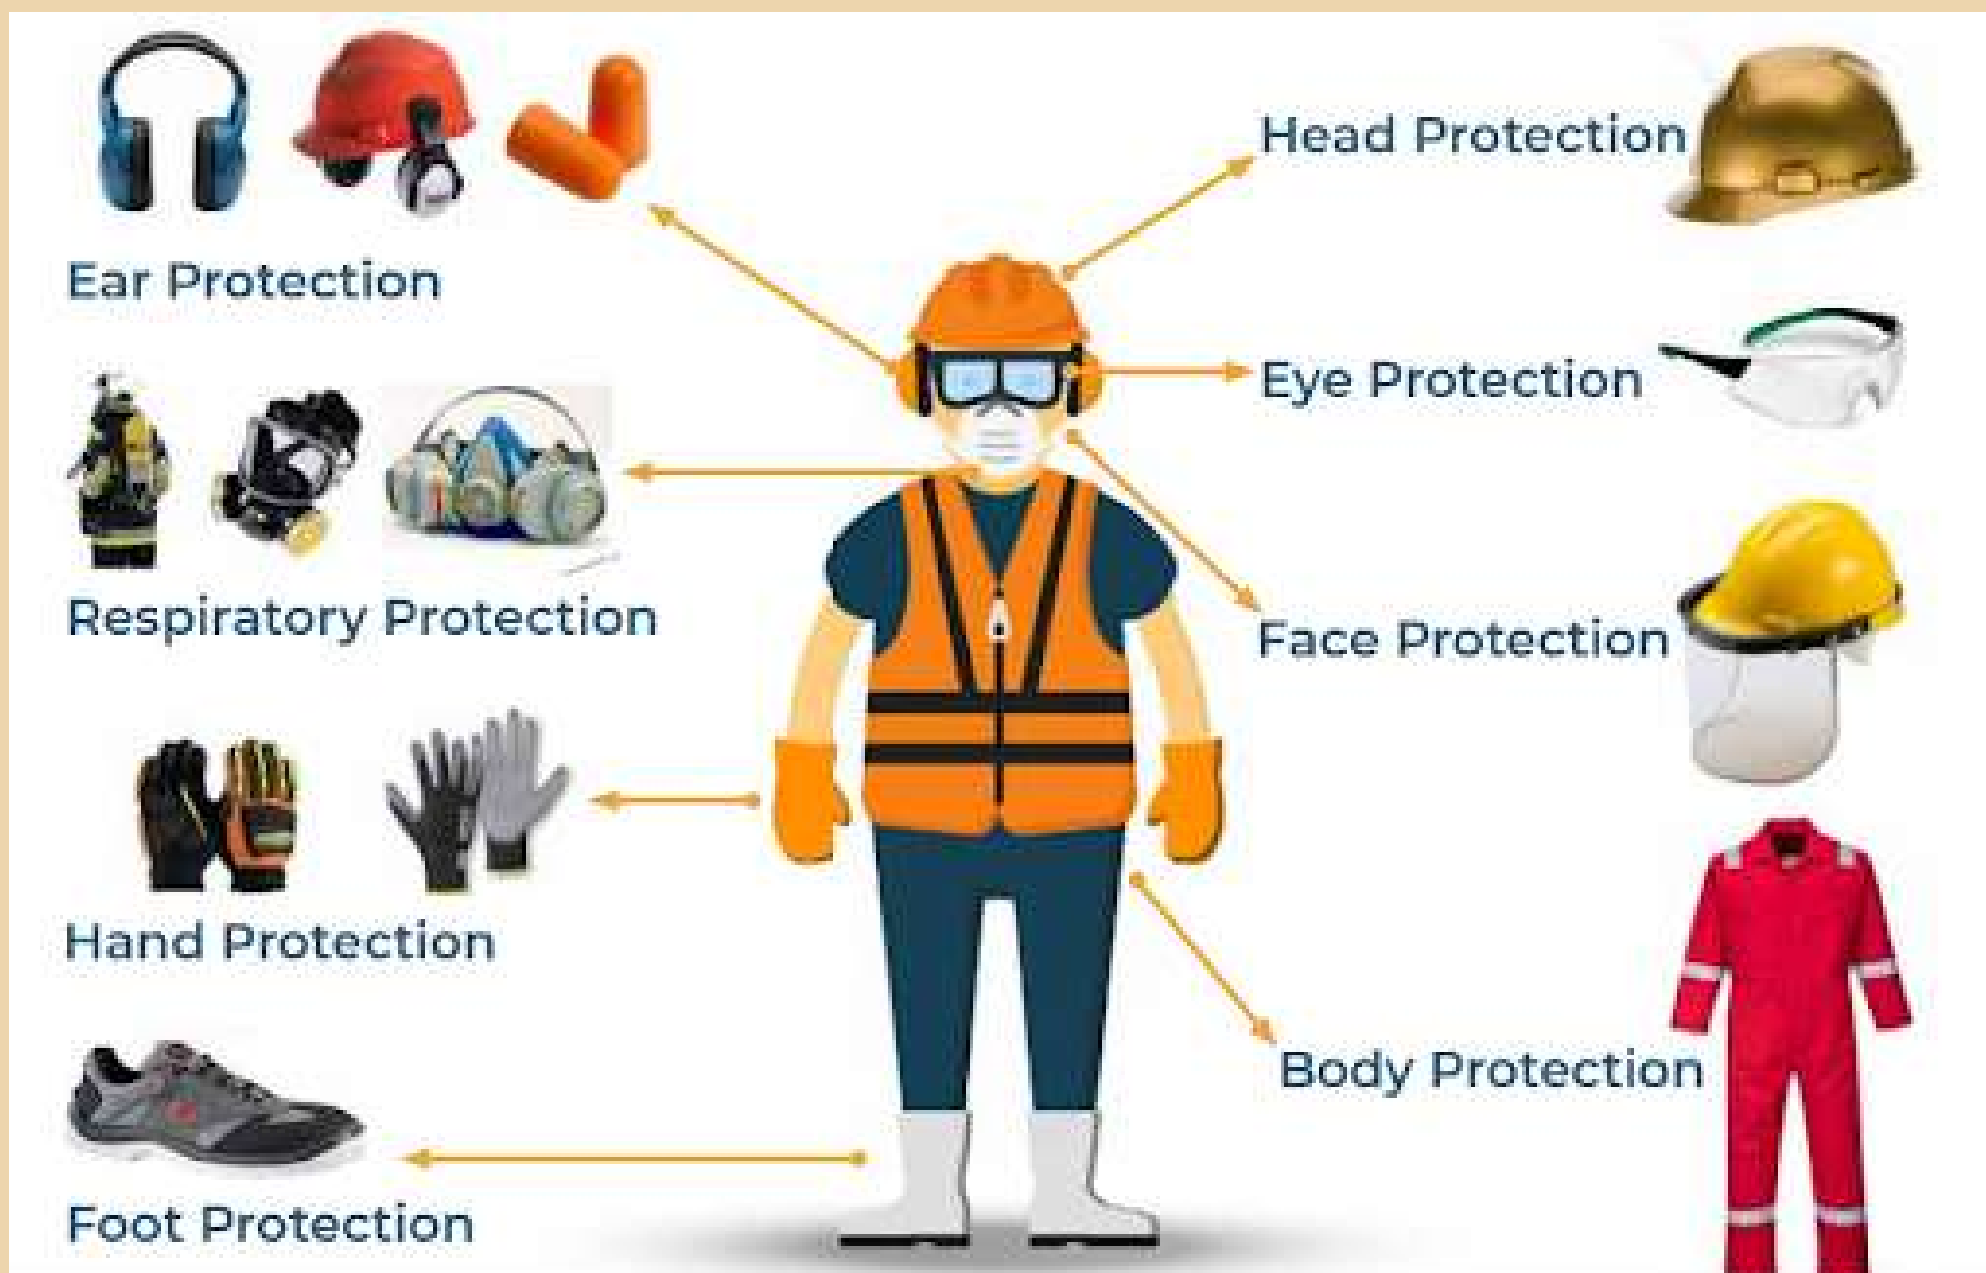 Ear Protection
Head Protection
Eye Protection
Respiratory Protection
Face Protection
Hand Protection
Body Protection
Foot Protection